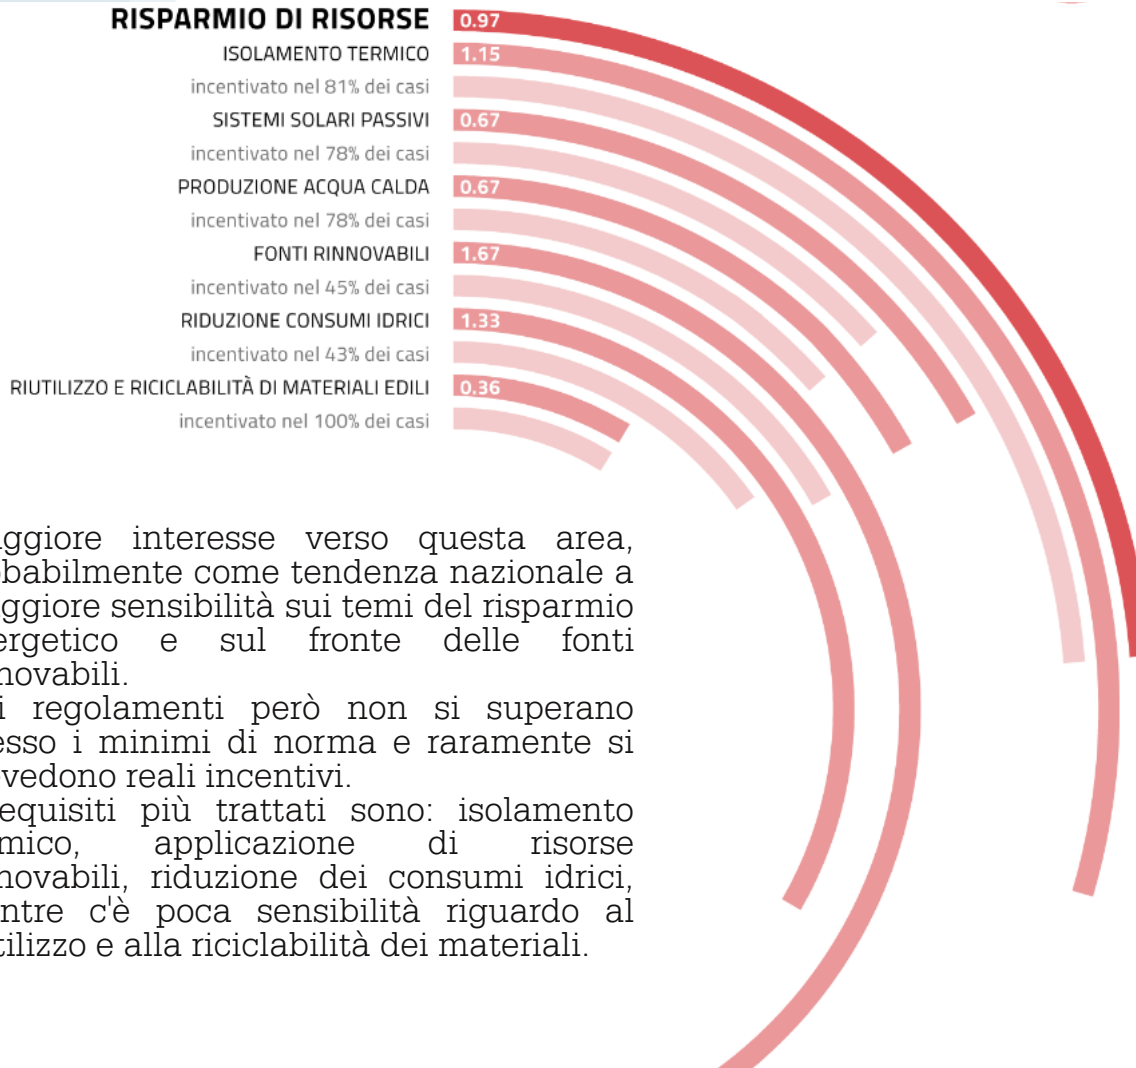 RISPARMIO DI RISORSE 0.97
ISOLAMENTO TERMICO 1.15
incentivato nel 81% dei casi
SISTEMI SOLARI PASSIVI 0.67
incentivato nel 78% dei casi
PRODUZIONE ACQUA CALDA 0.67
incentivato nel 78% dei casi
FONTI RINNOVABILI 1.67
incentivato nel 45% dei casi
RIDUZIONE CONSUMI IDRICI 1.33
incentivato nel 43% dei casi
RIUTILIZZO E RICICLABILITÀ DI MATERIALI EDILI 0.36
incentivato nel 100% dei casi
ggiore interesse verso questa area,
babilmente come tendenza nazionale a
ggiore sensibilità sui temi del risparmio
ergetico e sul fronte delle fonti
novabili.
i regolamenti però non si superano
esso i minimi di norma e raramente si
vedono reali incentivi.
equisiti più trattati sono: isolamento
mico, applicazione di risorse
novabili, riduzione dei consumi idrici,
ntre c'è poca sensibilità riguardo al
tilizzo e alla riciclabilità dei materiali.